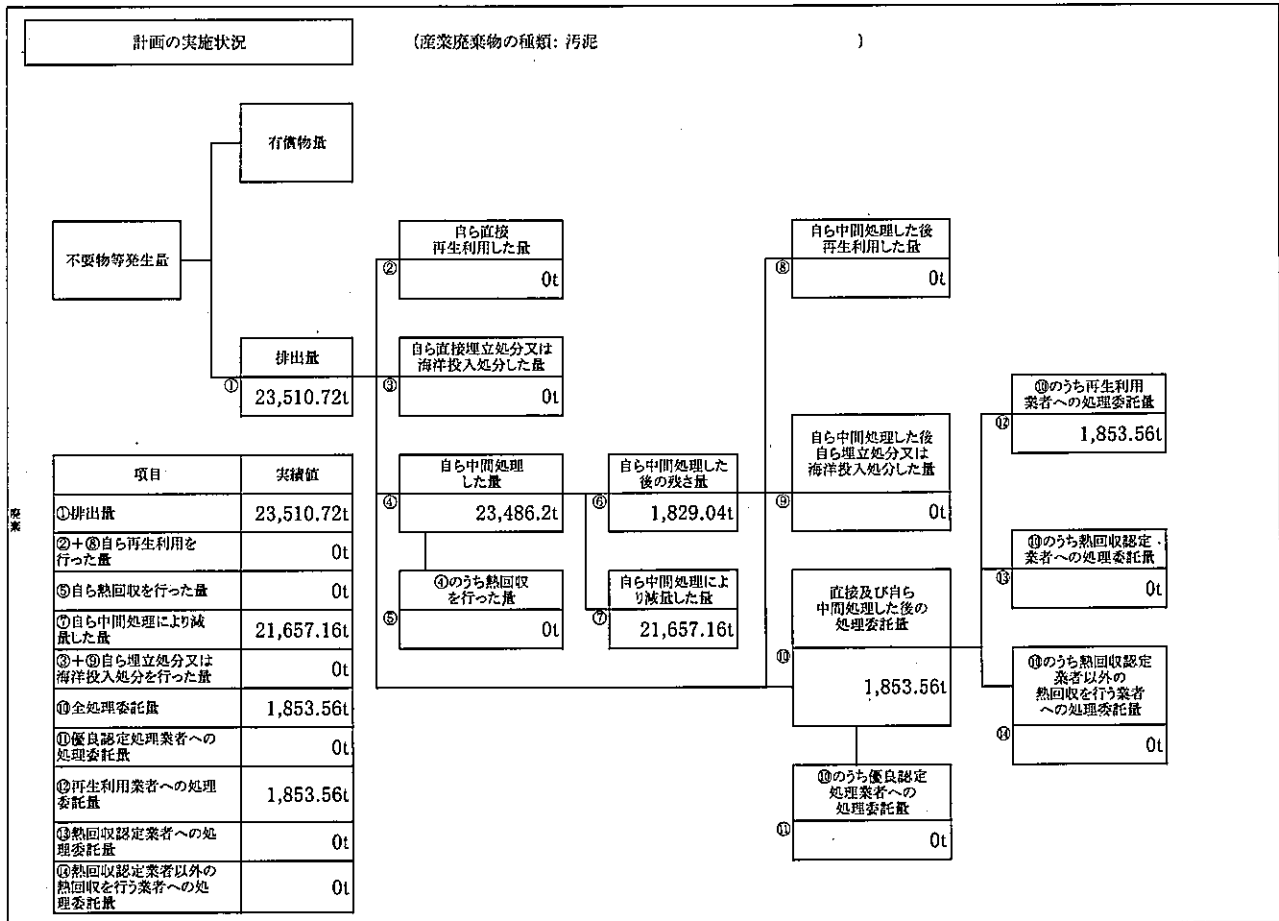 計画の実施状況
(産業廃棄物の種類: 汚泥 )
有償物量
不要物等発生量
排出量
①
23,510.72t
自ら直接
再生利用した量
②
0t
自ら直接埋立処分又は
海洋投入処分した量
③
0t
自ら中間処理
した量
④
23,486.2t
④のうち熱回収
を行った量
⑤
0t
自ら中間処理した
後の残さ量
⑥
1,829.04t
自ら中間処理によ
り減量した量
⑦
21,657.16t
自ら中間処理した後
再生利用した量
⑧
0t
自ら中間処理した後
自ら埋立処分又は
海洋投入処分した量
⑨
0t
直接及び自ら
中間処理した後の
処理委託量
⑩
1,853.56t
⑩のうち優良認定
処理業者への
処理委託量
⑪
0t
⑩のうち再生利用
業者への処理委託量
⑫
1,853.56t
⑩のうち熱回収認定
業者への処理委託量
⑬
0t
⑩のうち熱回収認定
業者以外の
熱回収を行う業者
への処理委託量
⑭
0t
項目 実績値
①排出量 23,510.72t
②+⑧自ら再生利用を
行った量 0t
⑤自ら熱回収を行った量 0t
⑦自ら中間処理により減
量した量 21,657.16t
③+⑨自ら埋立処分又は
海洋投入処分を行った量 0t
⑩全処理委託量 1,853.56t
⑪優良認定処理業者への
処理委託量 0t
⑫再生利用業者への処理
委託量 1,853.56t
⑬熱回収認定業者への処
理委託量 0t
⑭熱回収認定業者以外の
熱回収を行う業者への処
理委託量 0t